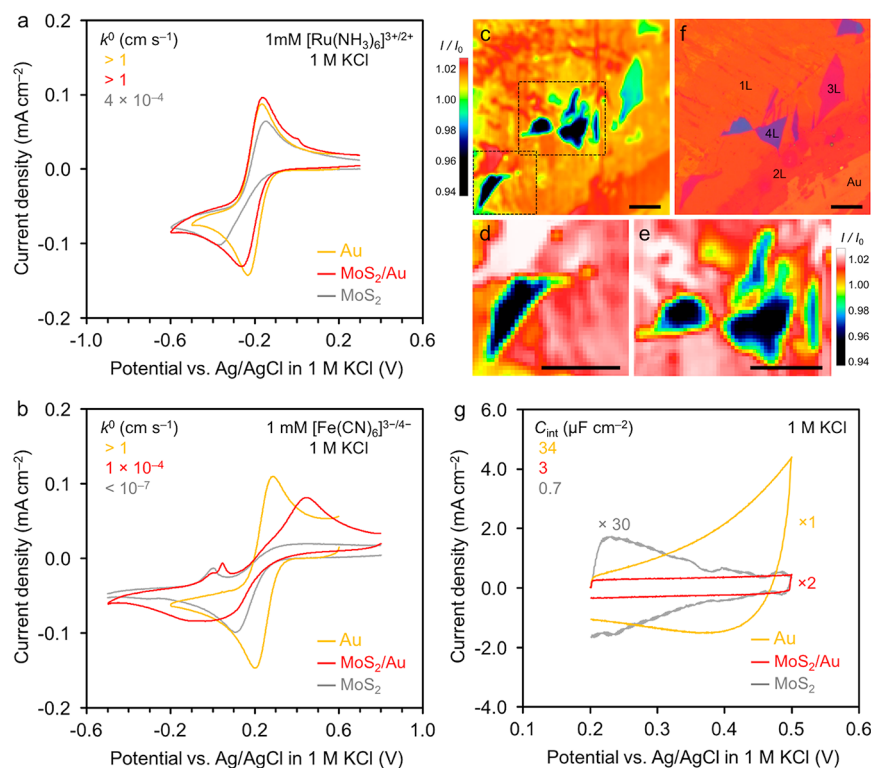 a
k⁰ (cm s⁻¹)
> 1
> 1
4 × 10⁻⁴
1mM [Ru(NH₃)₆]³⁺/²⁺
1 M KCl
Current density (mA cm⁻²)
0.2
0.1
0.0
-0.1
-0.2
Au
MoS₂/Au
MoS₂
-1.0 -0.6 -0.2 0.2 0.6
Potential vs. Ag/AgCl in 1 M KCl (V)
c
I / I₀
1.02
1.00
0.98
0.96
0.94
f
1L
3L
4L
2L
Au
d
e
I / I₀
1.02
1.00
0.98
0.96
0.94
b
k⁰ (cm s⁻¹)
> 1
1 × 10⁻⁴
< 10⁻⁷
1 mM [Fe(CN)₆]³⁻/⁴⁻
1 M KCl
Current density (mA cm⁻²)
0.2
0.1
0.0
-0.1
-0.2
Au
MoS₂/Au
MoS₂
-0.6 -0.2 0.2 0.6 1.0
Potential vs. Ag/AgCl in 1 M KCl (V)
g
C_int (µF cm⁻²)
34
3
0.7
1 M KCl
× 30
×1
×2
Current density (mA cm⁻²)
6.0
4.0
2.0
0.0
-2.0
-4.0
Au
MoS₂/Au
MoS₂
0.1 0.2 0.3 0.4 0.5 0.6
Potential vs. Ag/AgCl in 1 M KCl (V)